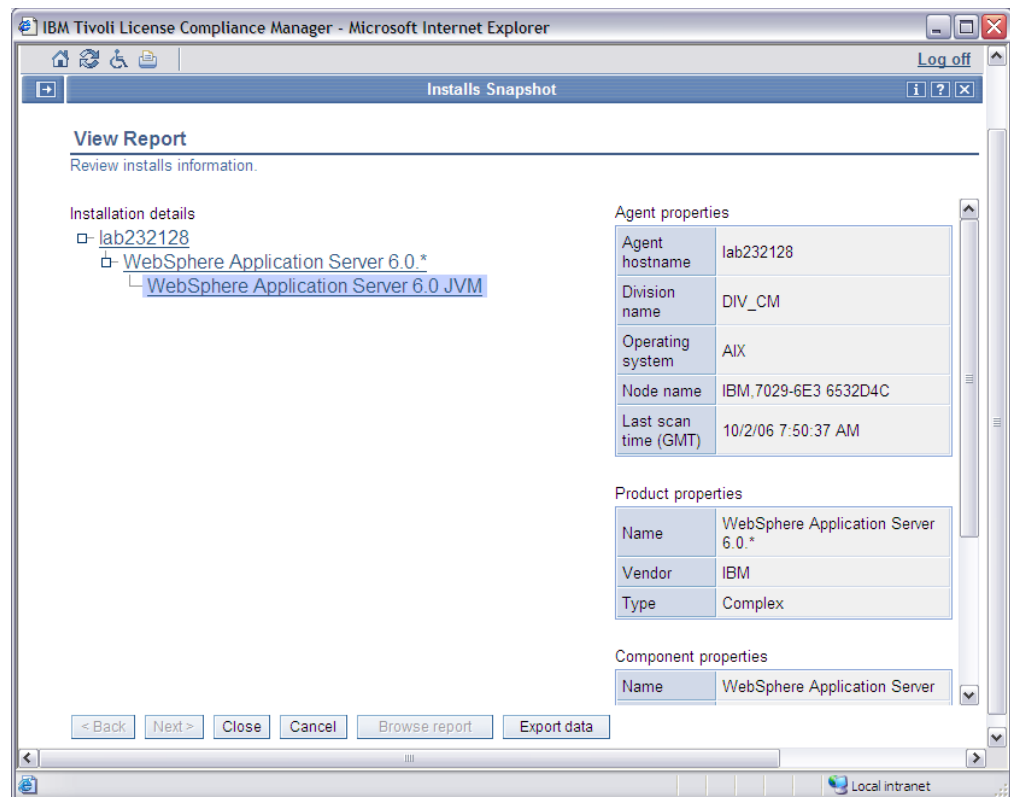 IBM Tivoli License Compliance Manager - Microsoft Internet Explorer
Log off
Installs Snapshot
i ? X
View Report
Review installs information.
Installation details
lab232128
WebSphere Application Server 6.0.*
WebSphere Application Server 6.0 JVM
Agent properties
Agent hostname lab232128
Division name DIV_CM
Operating system AIX
Node name IBM,7029-6E3 6532D4C
Last scan time (GMT) 10/2/06 7:50:37 AM
Product properties
Name WebSphere Application Server 6.0.*
Vendor IBM
Type Complex
Component properties
Name WebSphere Application Server
< Back Next > Close Cancel Browse report Export data
Local intranet